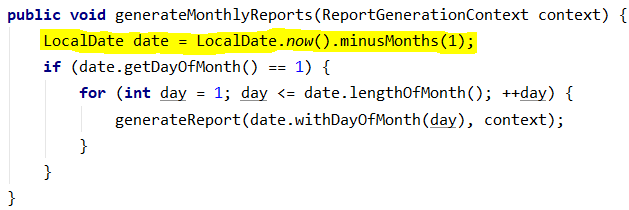 public void generateMonthlyReports(ReportGenerationContext context) {
    LocalDate date = LocalDate.now().minusMonths(1);
    if (date.getDayOfMonth() == 1) {
        for (int day = 1; day <= date.lengthOfMonth(); ++day) {
            generateReport(date.withDayOfMonth(day), context);
        }
    }
}